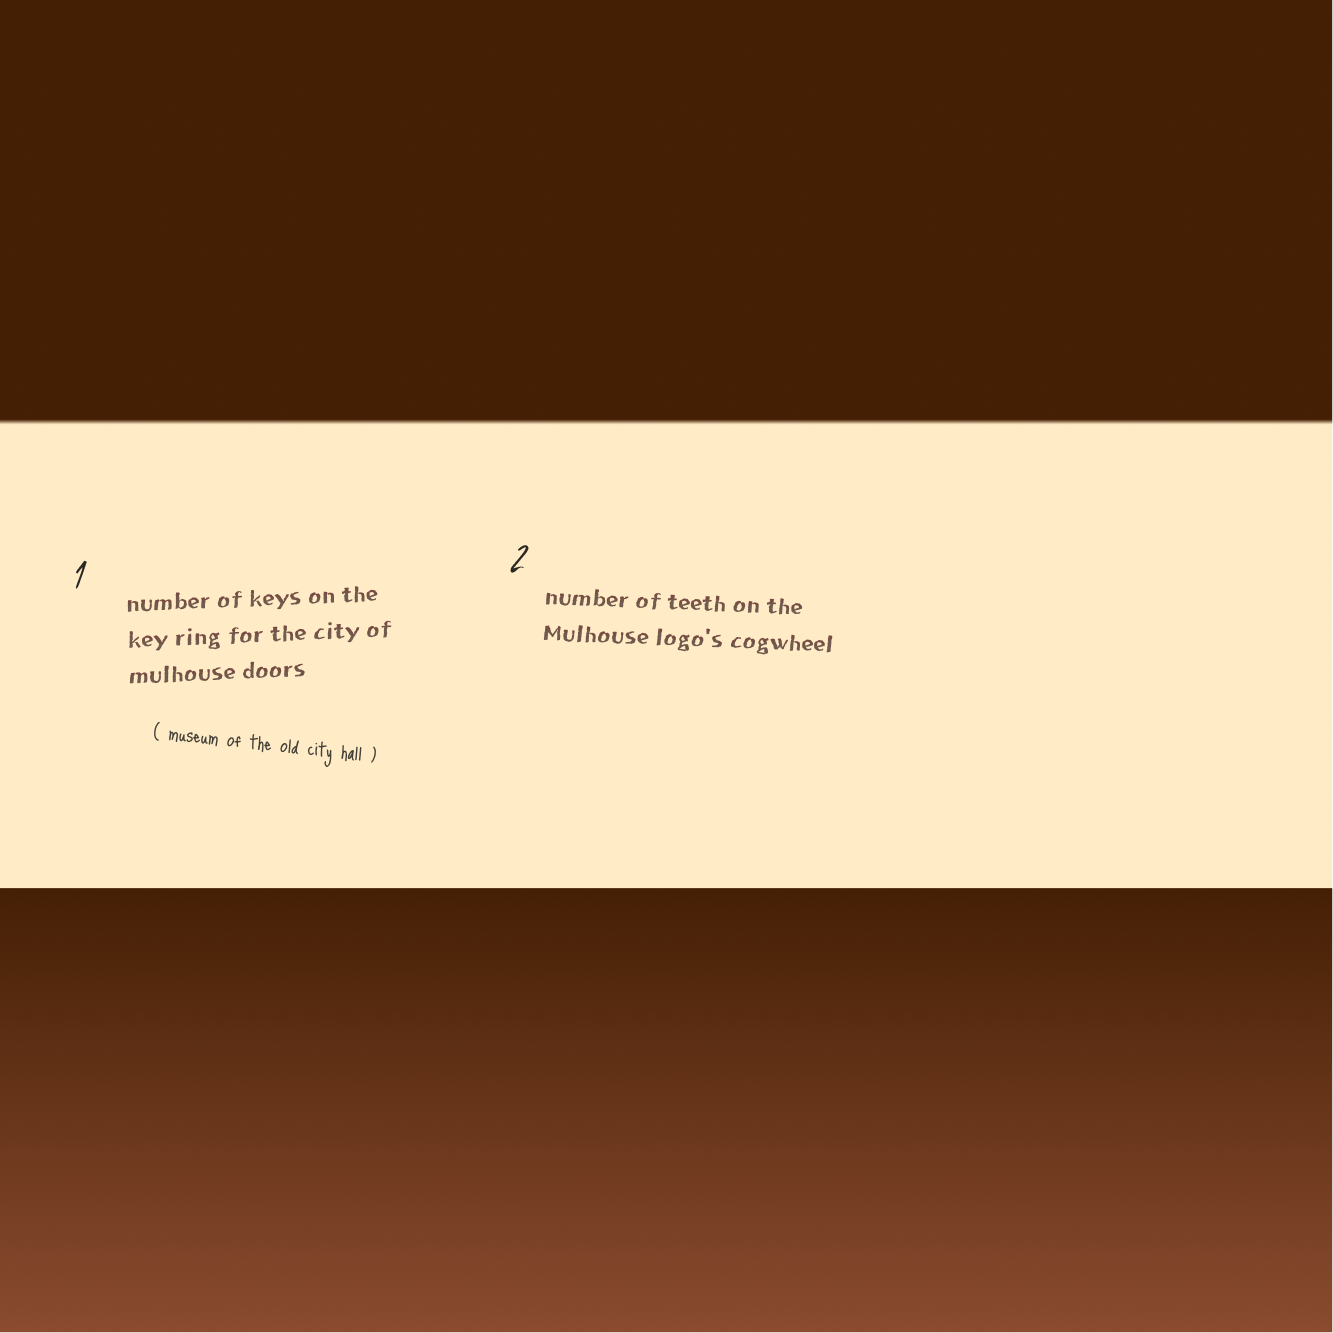 1
number of keys on the
key ring for the city of
mulhouse doors
( museum of the old city hall )
2
number of teeth on the
Mulhouse logo's cogwheel